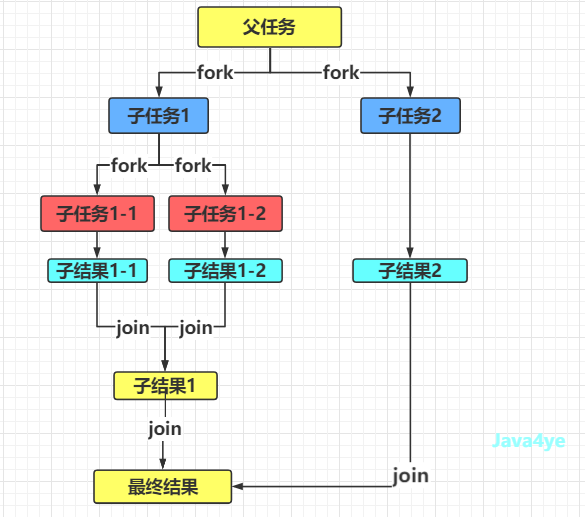 父任务
fork
fork
子任务1
子任务2
fork
fork
子任务1-1
子任务1-2
子结果1-1
子结果1-2
子结果2
join
join
子结果1
join
Java4ye
join
最终结果